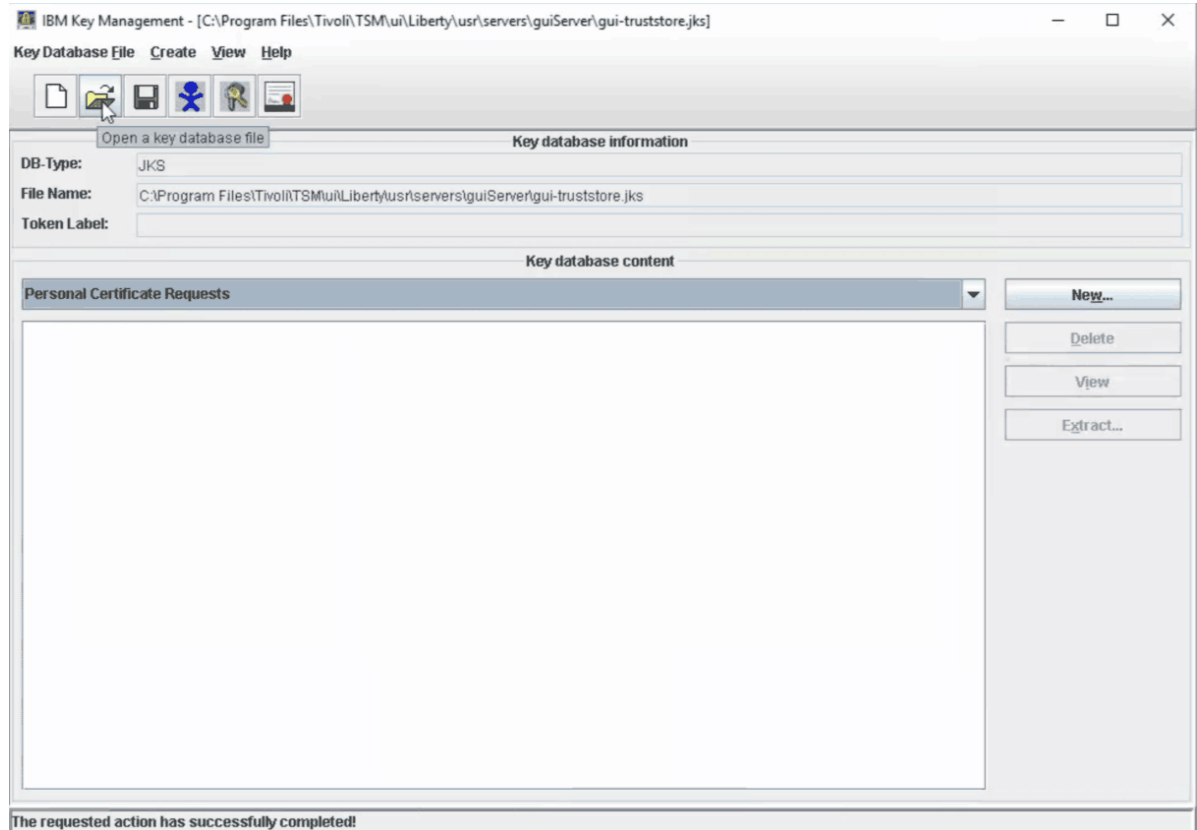 IBM Key Management - [C:\Program Files\Tivoli\TSM\ui\Liberty\usr\servers\guiServer\gui-truststore.jks]
Key Database File Create View Help
Open a key database file
Key database information
DB-Type: JKS
File Name: C:\Program Files\Tivoli\TSM\ui\Liberty\usr\servers\guiServer\gui-truststore.jks
Token Label:
Key database content
Personal Certificate Requests
New...
Delete
View
Extract...
The requested action has successfully completed!